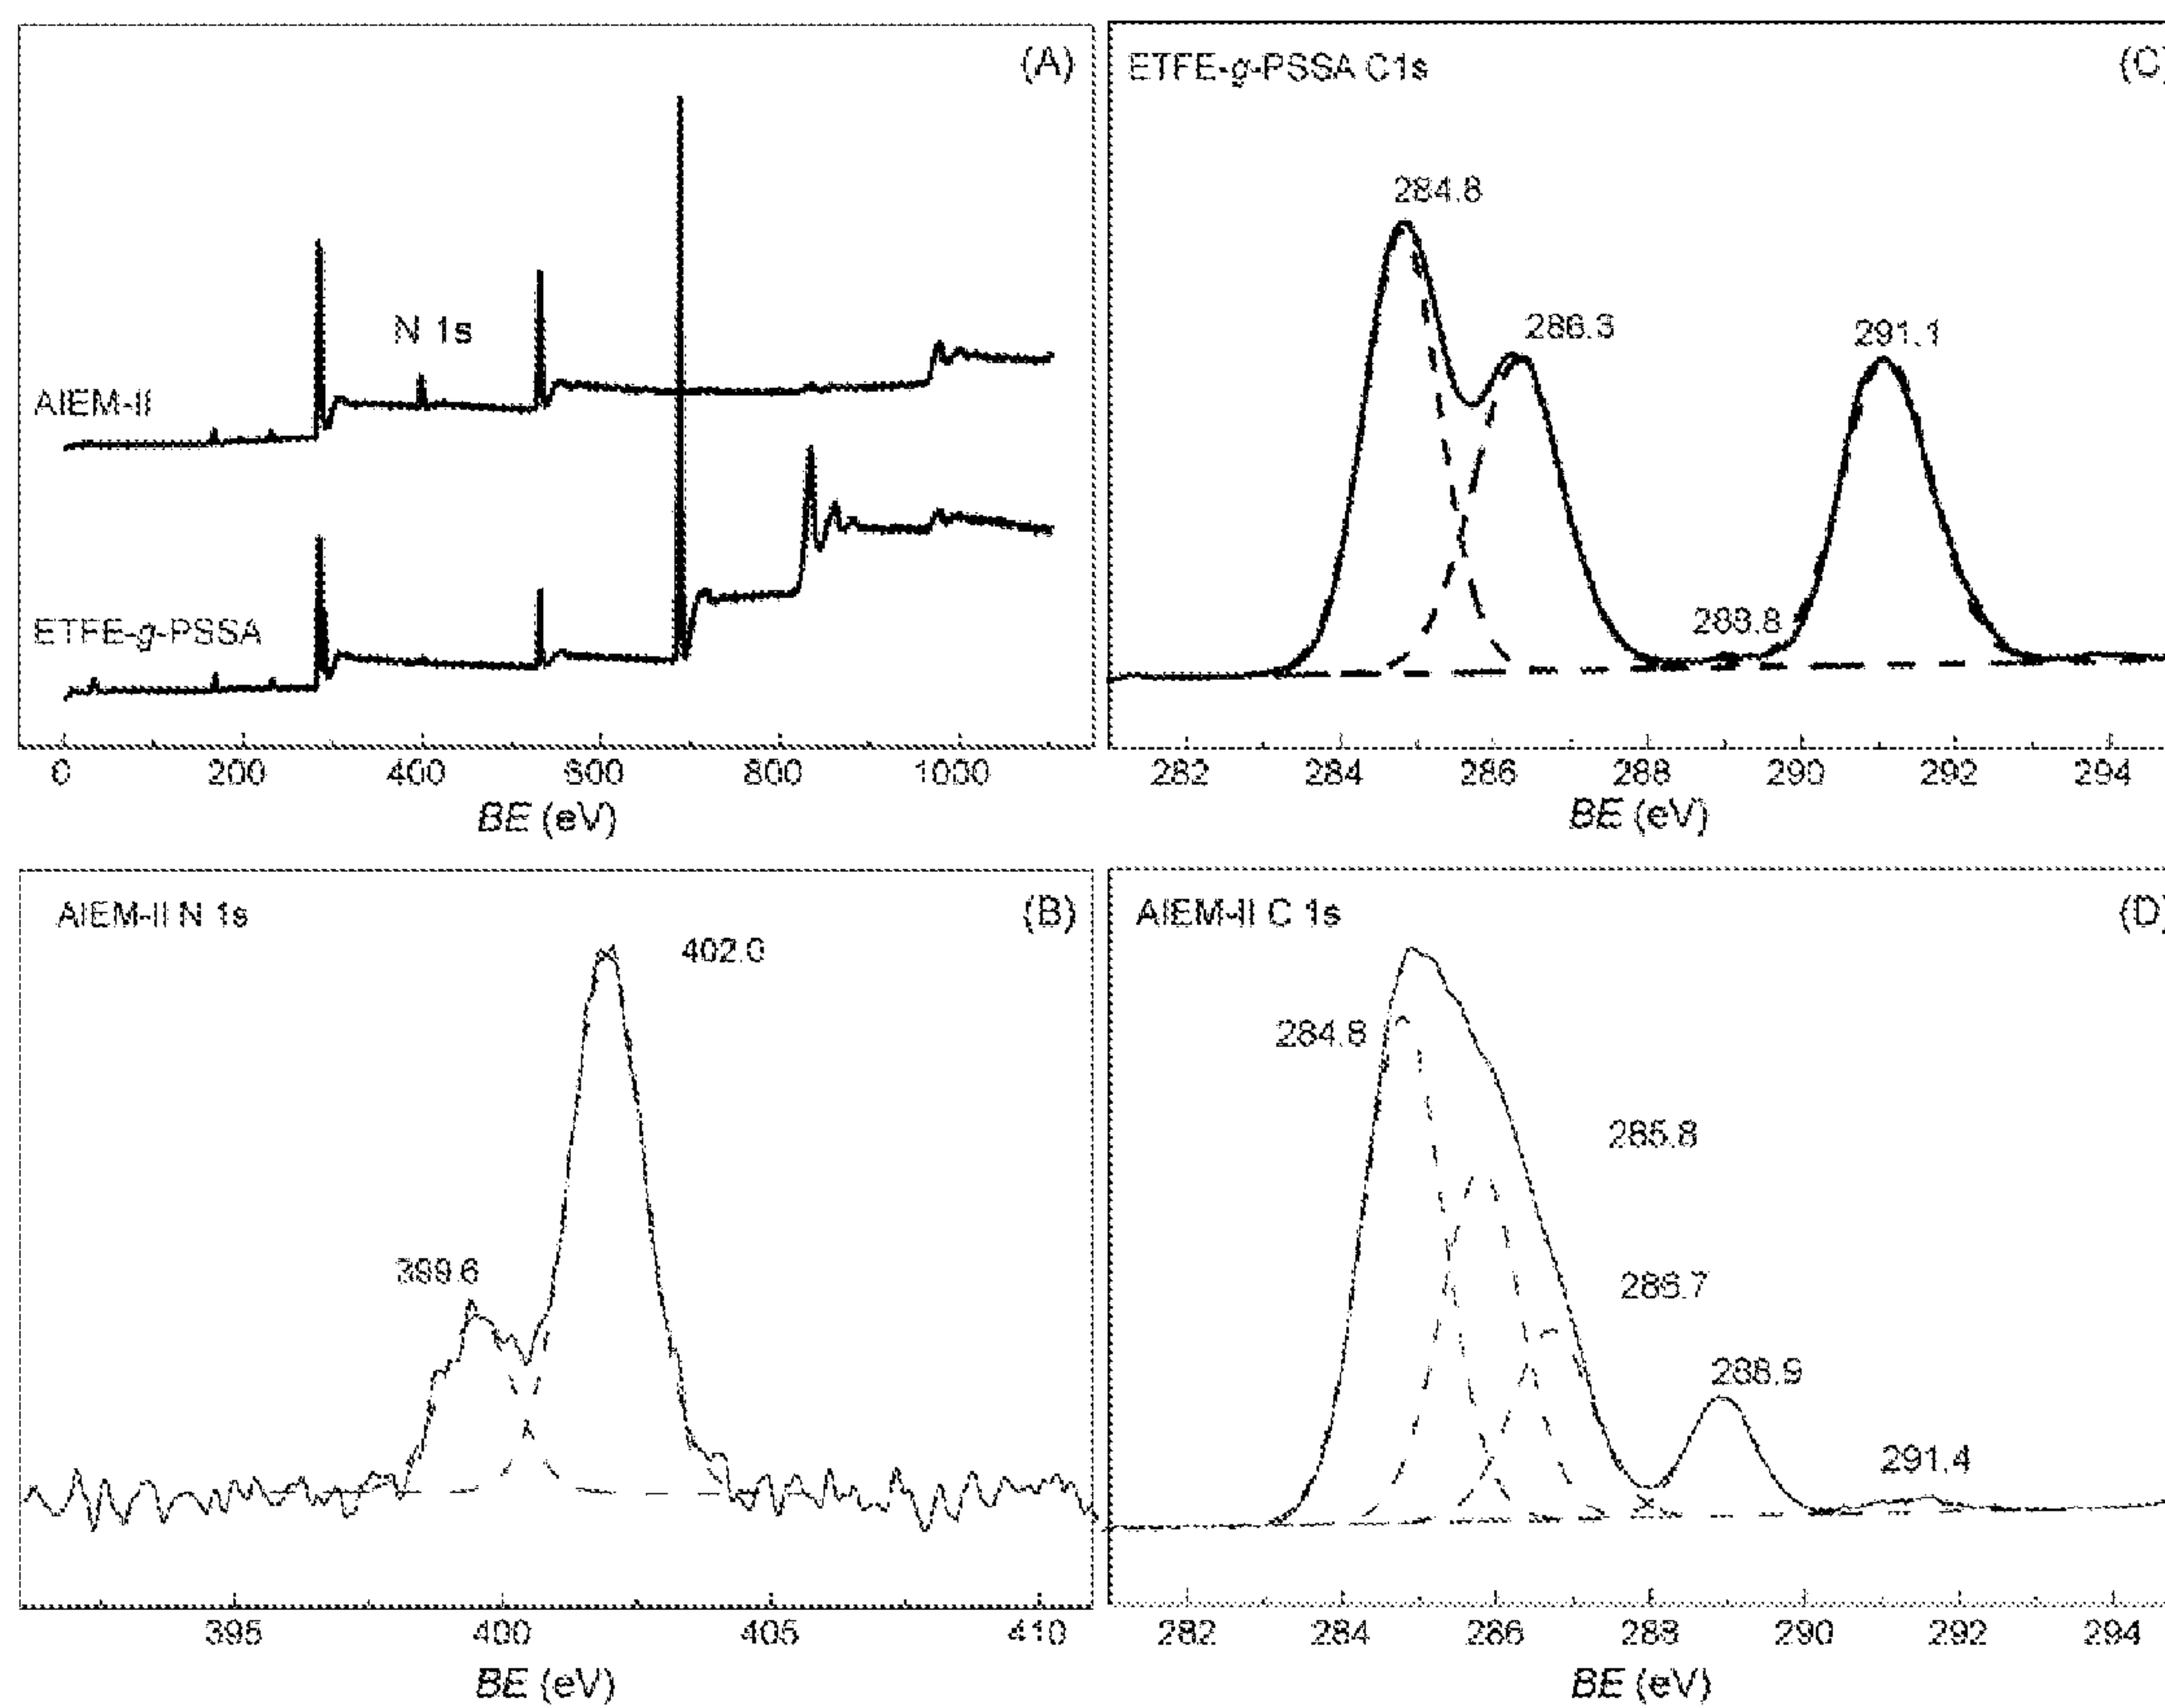 (A)
N 1s
AIEM-II
ETFE-g-PSSA
0 200 400 600 800 1000
BE (eV)
ETFE-g-PSSA C1s
(C)
284.8
286.3
291.1
288.8
282 284 286 288 290 292 294
BE (eV)
AIEM-II N 1s
(B)
402.0
399.6
395 400 405 410
BE (eV)
AIEM-II C 1s
(D)
284.8
285.8
286.7
288.9
291.4
282 284 286 288 290 292 294
BE (eV)